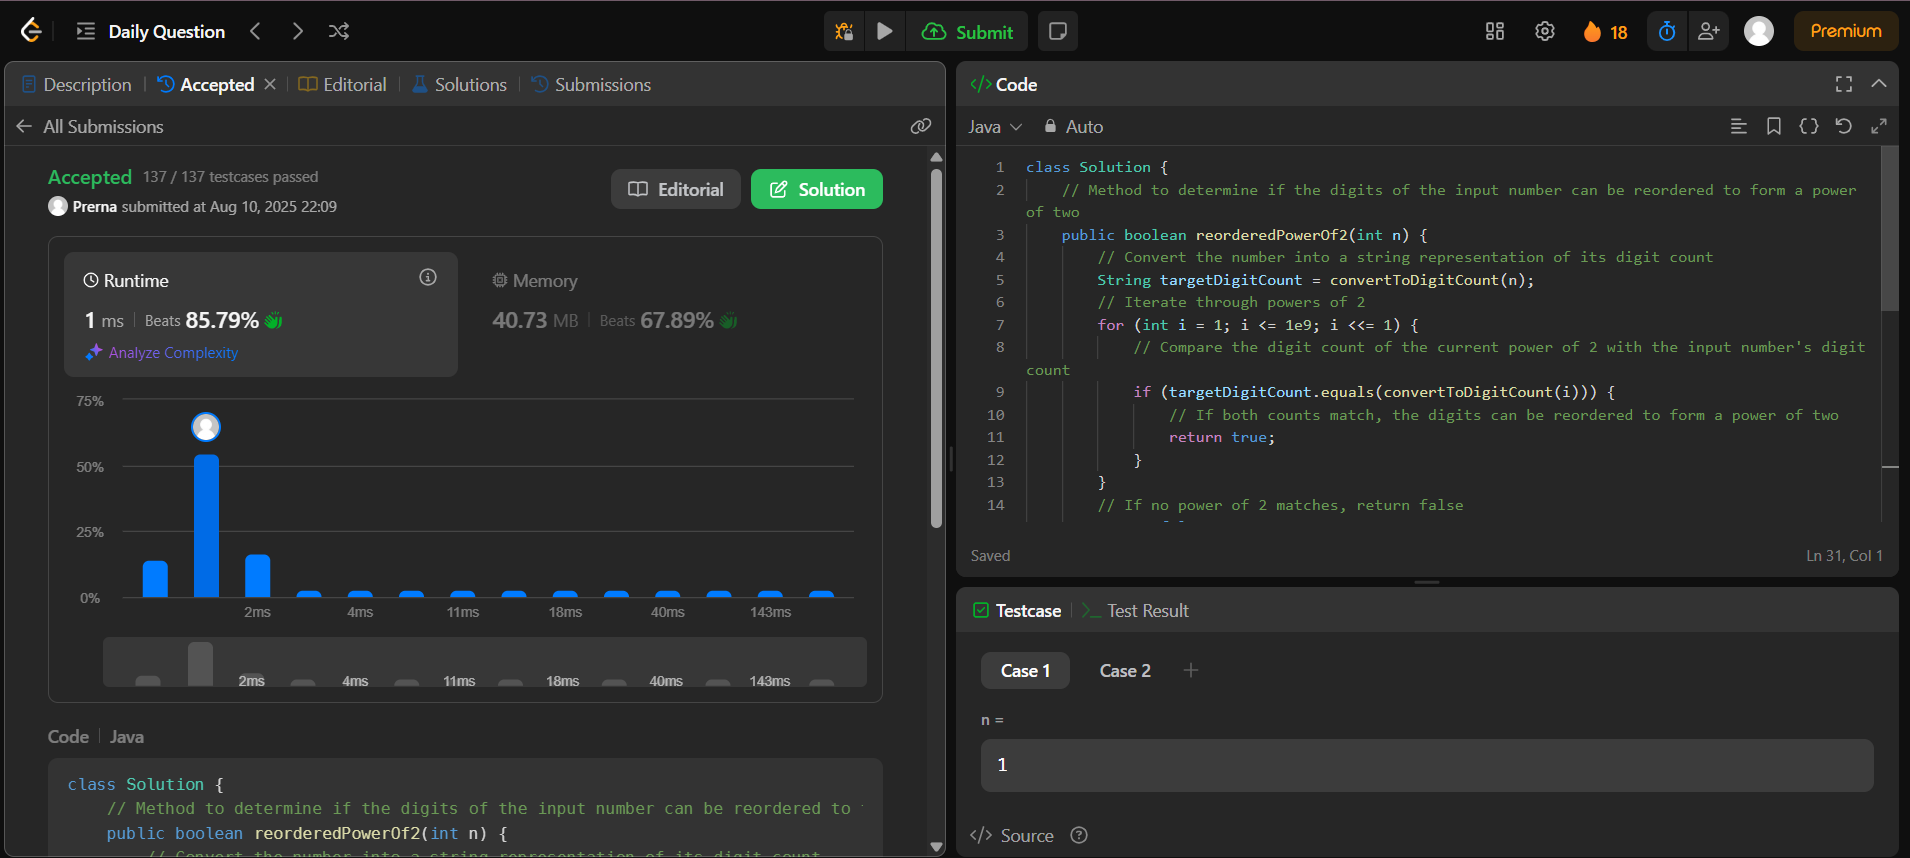 Daily Question
Submit
18
Premium
Description
Accepted
Editorial
Solutions
Submissions
All Submissions
Accepted 137 / 137 testcases passed
Prerna submitted at Aug 10, 2025 22:09
Editorial
Solution
Runtime
1 ms | Beats 85.79%
Analyze Complexity
Memory
40.73 MB | Beats 67.89%
75%
50%
25%
0%
2ms 4ms 11ms 18ms 40ms 143ms
2ms 4ms 11ms 18ms 40ms 143ms
Code | Java
class Solution {
// Method to determine if the digits of the input number can be reordered to
public boolean reorderedPowerOf2(int n) {
// Convert the number into a string representation of its digit count
</> Code
Java
Auto
1 class Solution {
2 // Method to determine if the digits of the input number can be reordered to form a power
of two
3 public boolean reorderedPowerOf2(int n) {
4 // Convert the number into a string representation of its digit count
5 String targetDigitCount = convertToDigitCount(n);
6 // Iterate through powers of 2
7 for (int i = 1; i <= 1e9; i <<= 1) {
8 // Compare the digit count of the current power of 2 with the input number's digit
count
9 if (targetDigitCount.equals(convertToDigitCount(i))) {
10 // If both counts match, the digits can be reordered to form a power of two
11 return true;
12 }
13 }
14 // If no power of 2 matches, return false
Saved
Ln 31, Col 1
Testcase
>_ Test Result
Case 1
Case 2
+
n =
1
</> Source